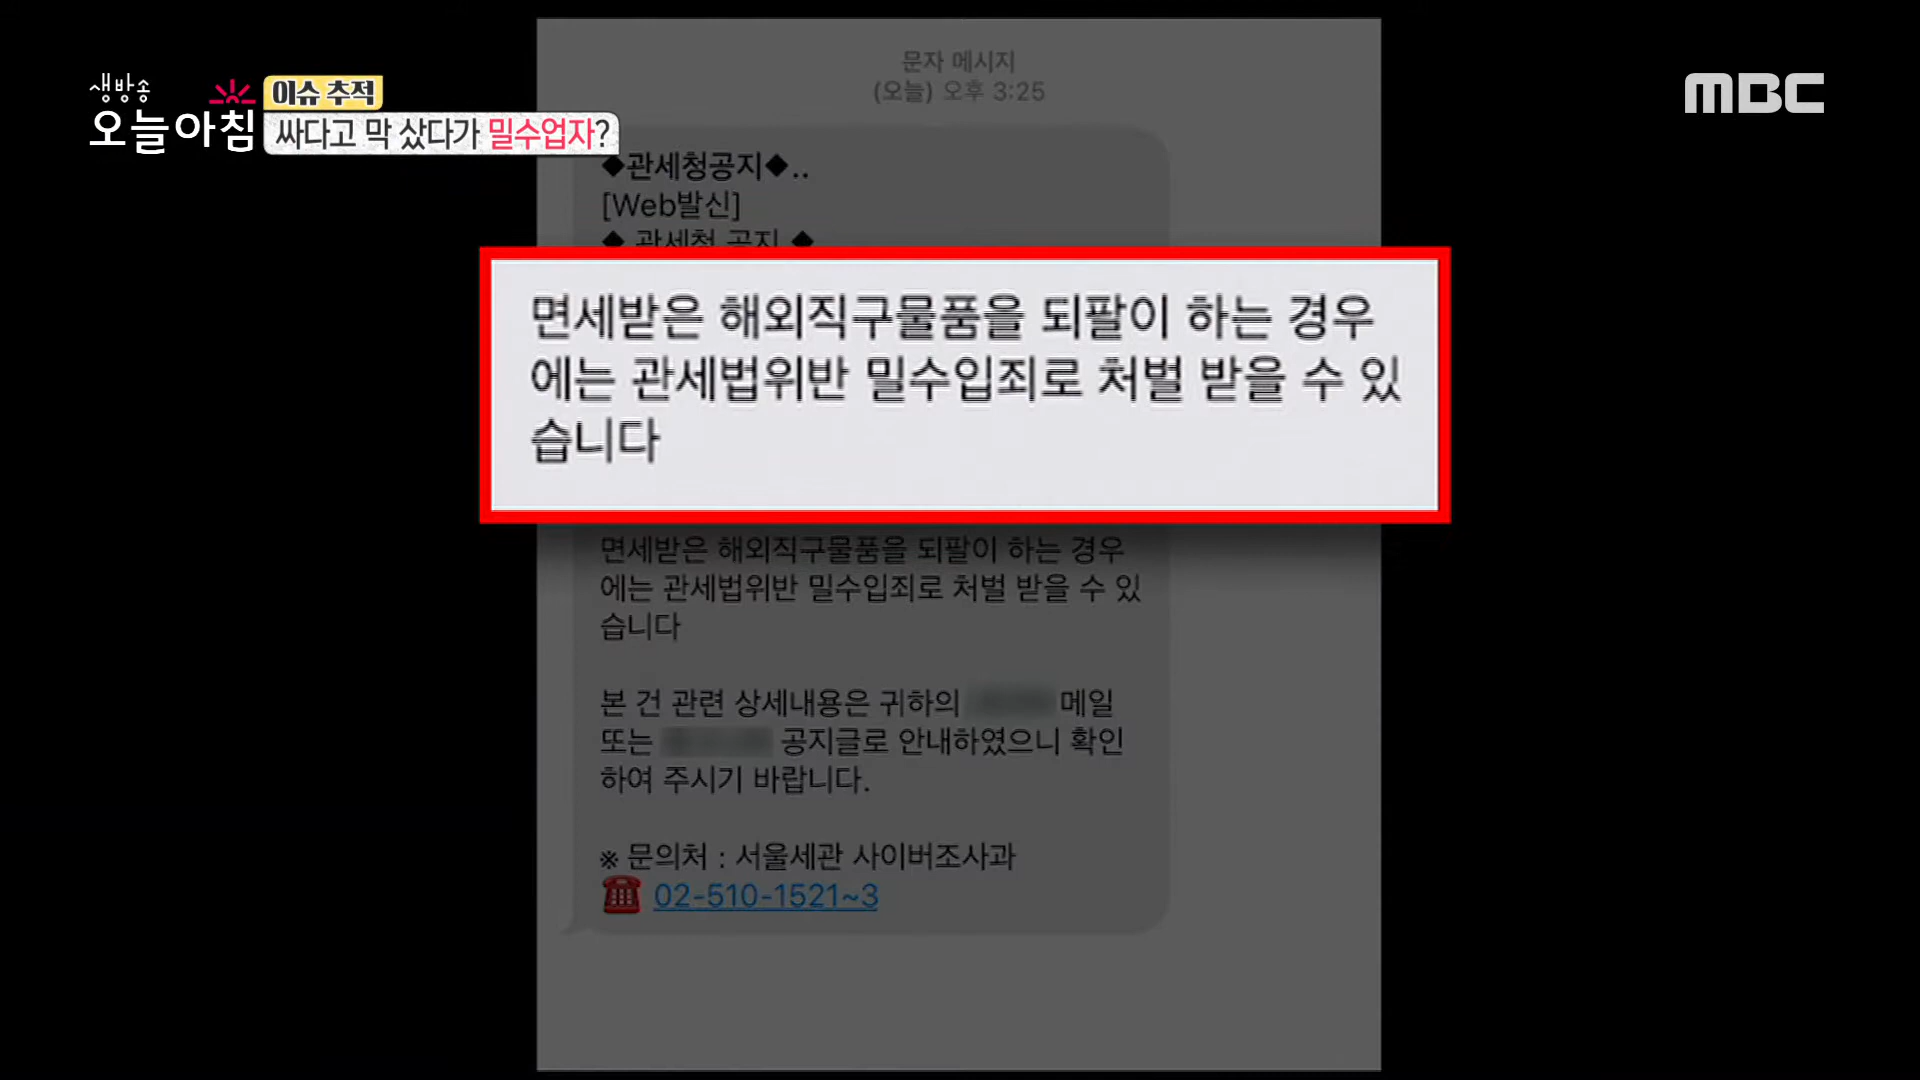 생방송
오늘아침
이슈 추적
싸다고 막 샀다가 밀수업자?
MBC
문자 메시지
(오늘) 오후 3:25
◆관세청공지◆..
[Web발신]
◆ 관세청 공지 ◆
면세받은 해외직구물품을 되팔이 하는 경우
에는 관세법위반 밀수입죄로 처벌 받을 수 있
습니다
면세받은 해외직구물품을 되팔이 하는 경우
에는 관세법위반 밀수입죄로 처벌 받을 수 있
습니다
본 건 관련 상세내용은 귀하의 메일
또는 공지글로 안내하였으니 확인
하여 주시기 바랍니다.
※ 문의처 : 서울세관 사이버조사과
☎ 02-510-1521~3